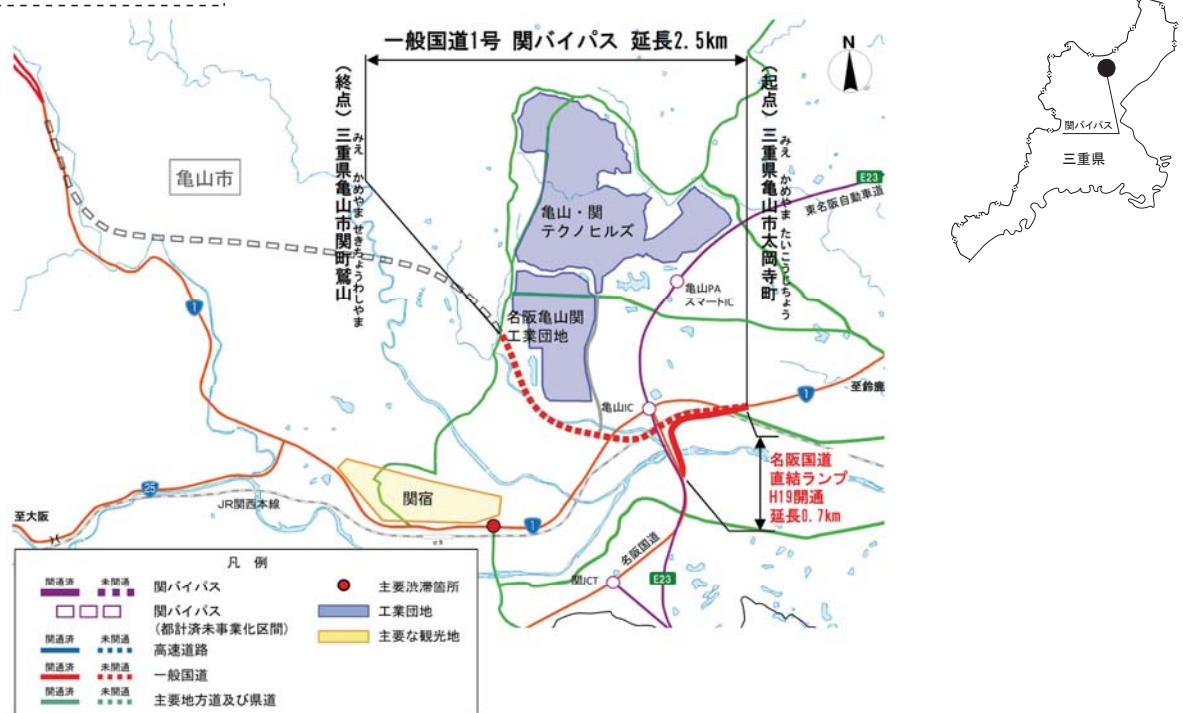 一般国道1号 関バイパス 延長2.5km
N
(終点)三重県亀山市関町鷲山
みえ かめやま せきちょうわしやま
(起点)三重県亀山市太岡寺町
みえ かめやま たいこうじちょう
関バイパス
三重県
亀山市
E23
東名阪自動車道
亀山・関
テクノヒルズ
亀山PA
スマートIC
1
名阪亀山関
工業団地
1
至鈴鹿
亀山IC
名阪国道
直結ランプ
H19開通
延長0.7km
関宿
25
JR関西本線
至大阪
1
名阪国道
関JCT
E23
凡 例
開通済 未開通
関バイパス
関バイパス
(都計済未事業化区間)
開通済 未開通
高速道路
開通済 未開通
一般国道
開通済 未開通
主要地方道及び県道
主要渋滞箇所
工業団地
主要な観光地